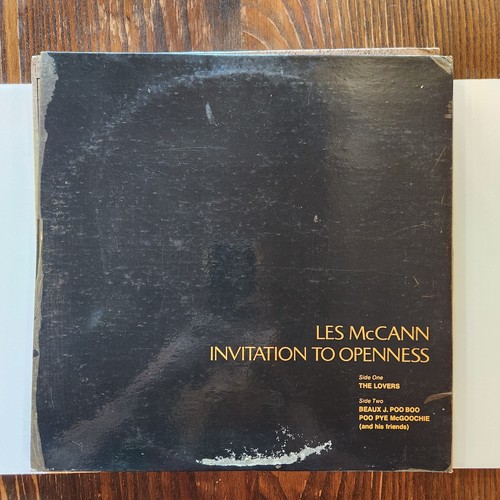 LES McCANN
INVITATION TO OPENNESS
Side One
THE LOVERS
Side Two
BEAUX J. POO BOO
POO PYE McGOOCHIE
(and his friends)